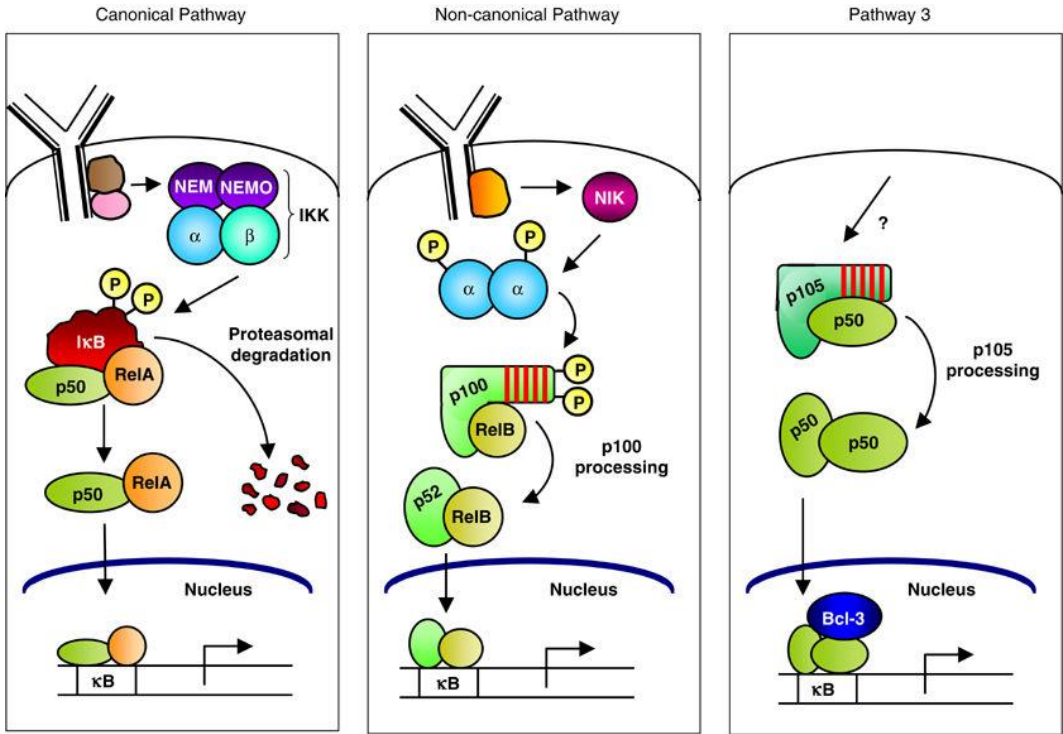 Canonical Pathway
NEM NEMO
α β
IKK
P
P
IκB
p50 RelA
Proteasomal
degradation
p50 RelA
Nucleus
κB
Non-canonical Pathway
NIK
P P
α α
p100
RelB
P
P
p100
processing
p52
RelB
Nucleus
κB
Pathway 3
?
p105
p50
p105
processing
p50 p50
Nucleus
Bcl-3
κB